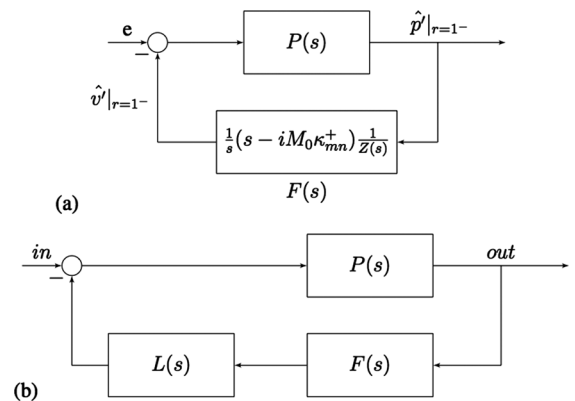 e
−
P(s)
p̂′|r=1⁻
v̂′|r=1⁻
1/s (s − iM₀κ⁺ₘₙ) 1/Z(s)
F(s)
(a)
in
−
P(s)
out
L(s)
F(s)
(b)